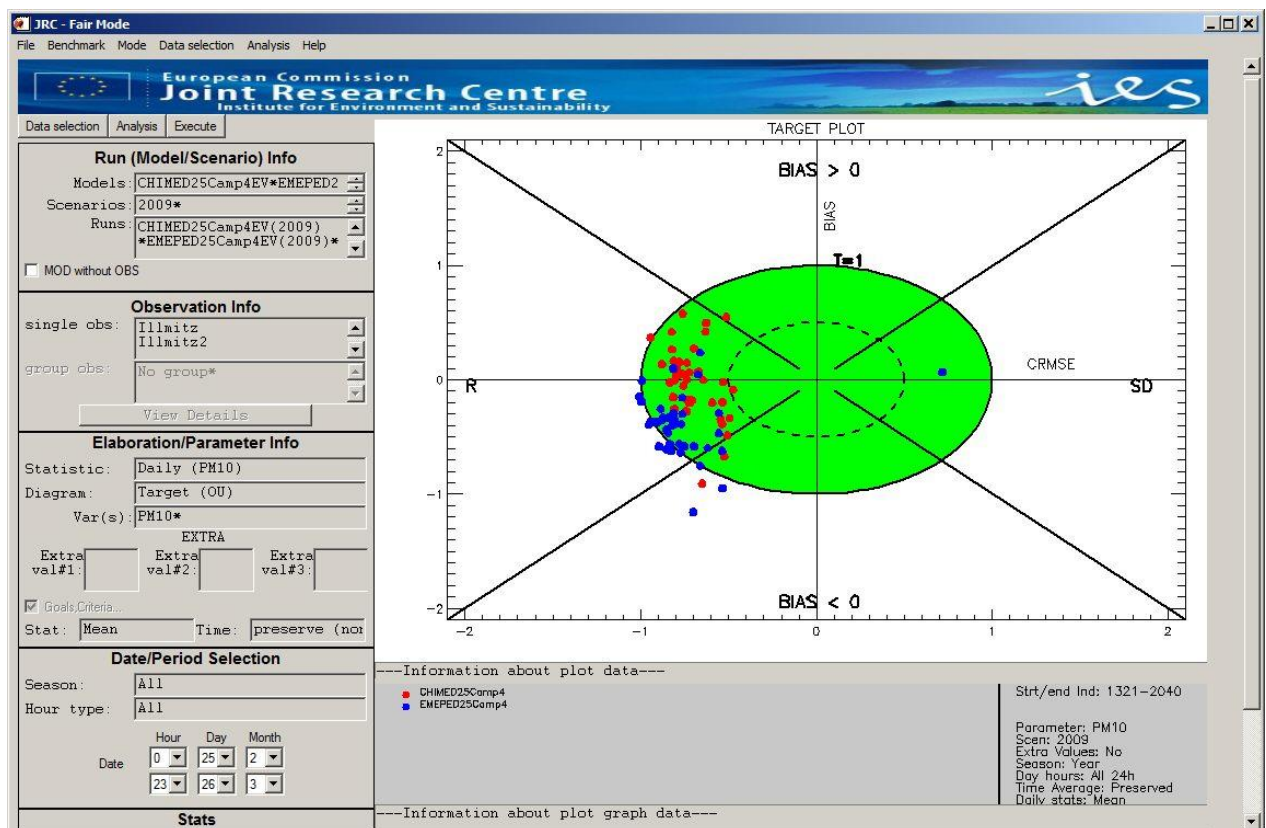 JRC - Fair Mode
File Benchmark Mode Data selection Analysis Help
European Commission
Joint Research Centre
Institute for Environment and Sustainability
ies
Data selection Analysis Execute
Run (Model/Scenario) Info
Models: CHIMED25Camp4EV*EMEPED2
Scenarios: 2009*
Runs: CHIMED25Camp4EV(2009)
*EMEPED25Camp4EV(2009)*
MOD without OBS
Observation Info
single obs: Illmitz
Illmitz2
group obs: No group*
View Details
Elaboration/Parameter Info
Statistic: Daily (PM10)
Diagram: Target (OU)
Var(s): PM10*
EXTRA
Extra val#1: Extra val#2: Extra val#3:
Goals,Criteria...
Stat: Mean Time: preserve (nor
Date/Period Selection
Season: All
Hour type: All
Hour Day Month
Date 0 25 2
23 26 3
Stats
TARGET PLOT
2
BIAS > 0
BIAS
1
T=1
CRMSE
0
R SD
-1
BIAS < 0
-2
-2 -1 0 1 2
---Information about plot data---
CHIMED25Camp4
EMEPED25Camp4
Strt/end Ind: 1321-2040
Parameter: PM10
Scen: 2009
Extra Values: No
Season: Year
Day hours: All 24h
Time Average: Preserved
Daily stats: Mean
---Information about plot graph data---